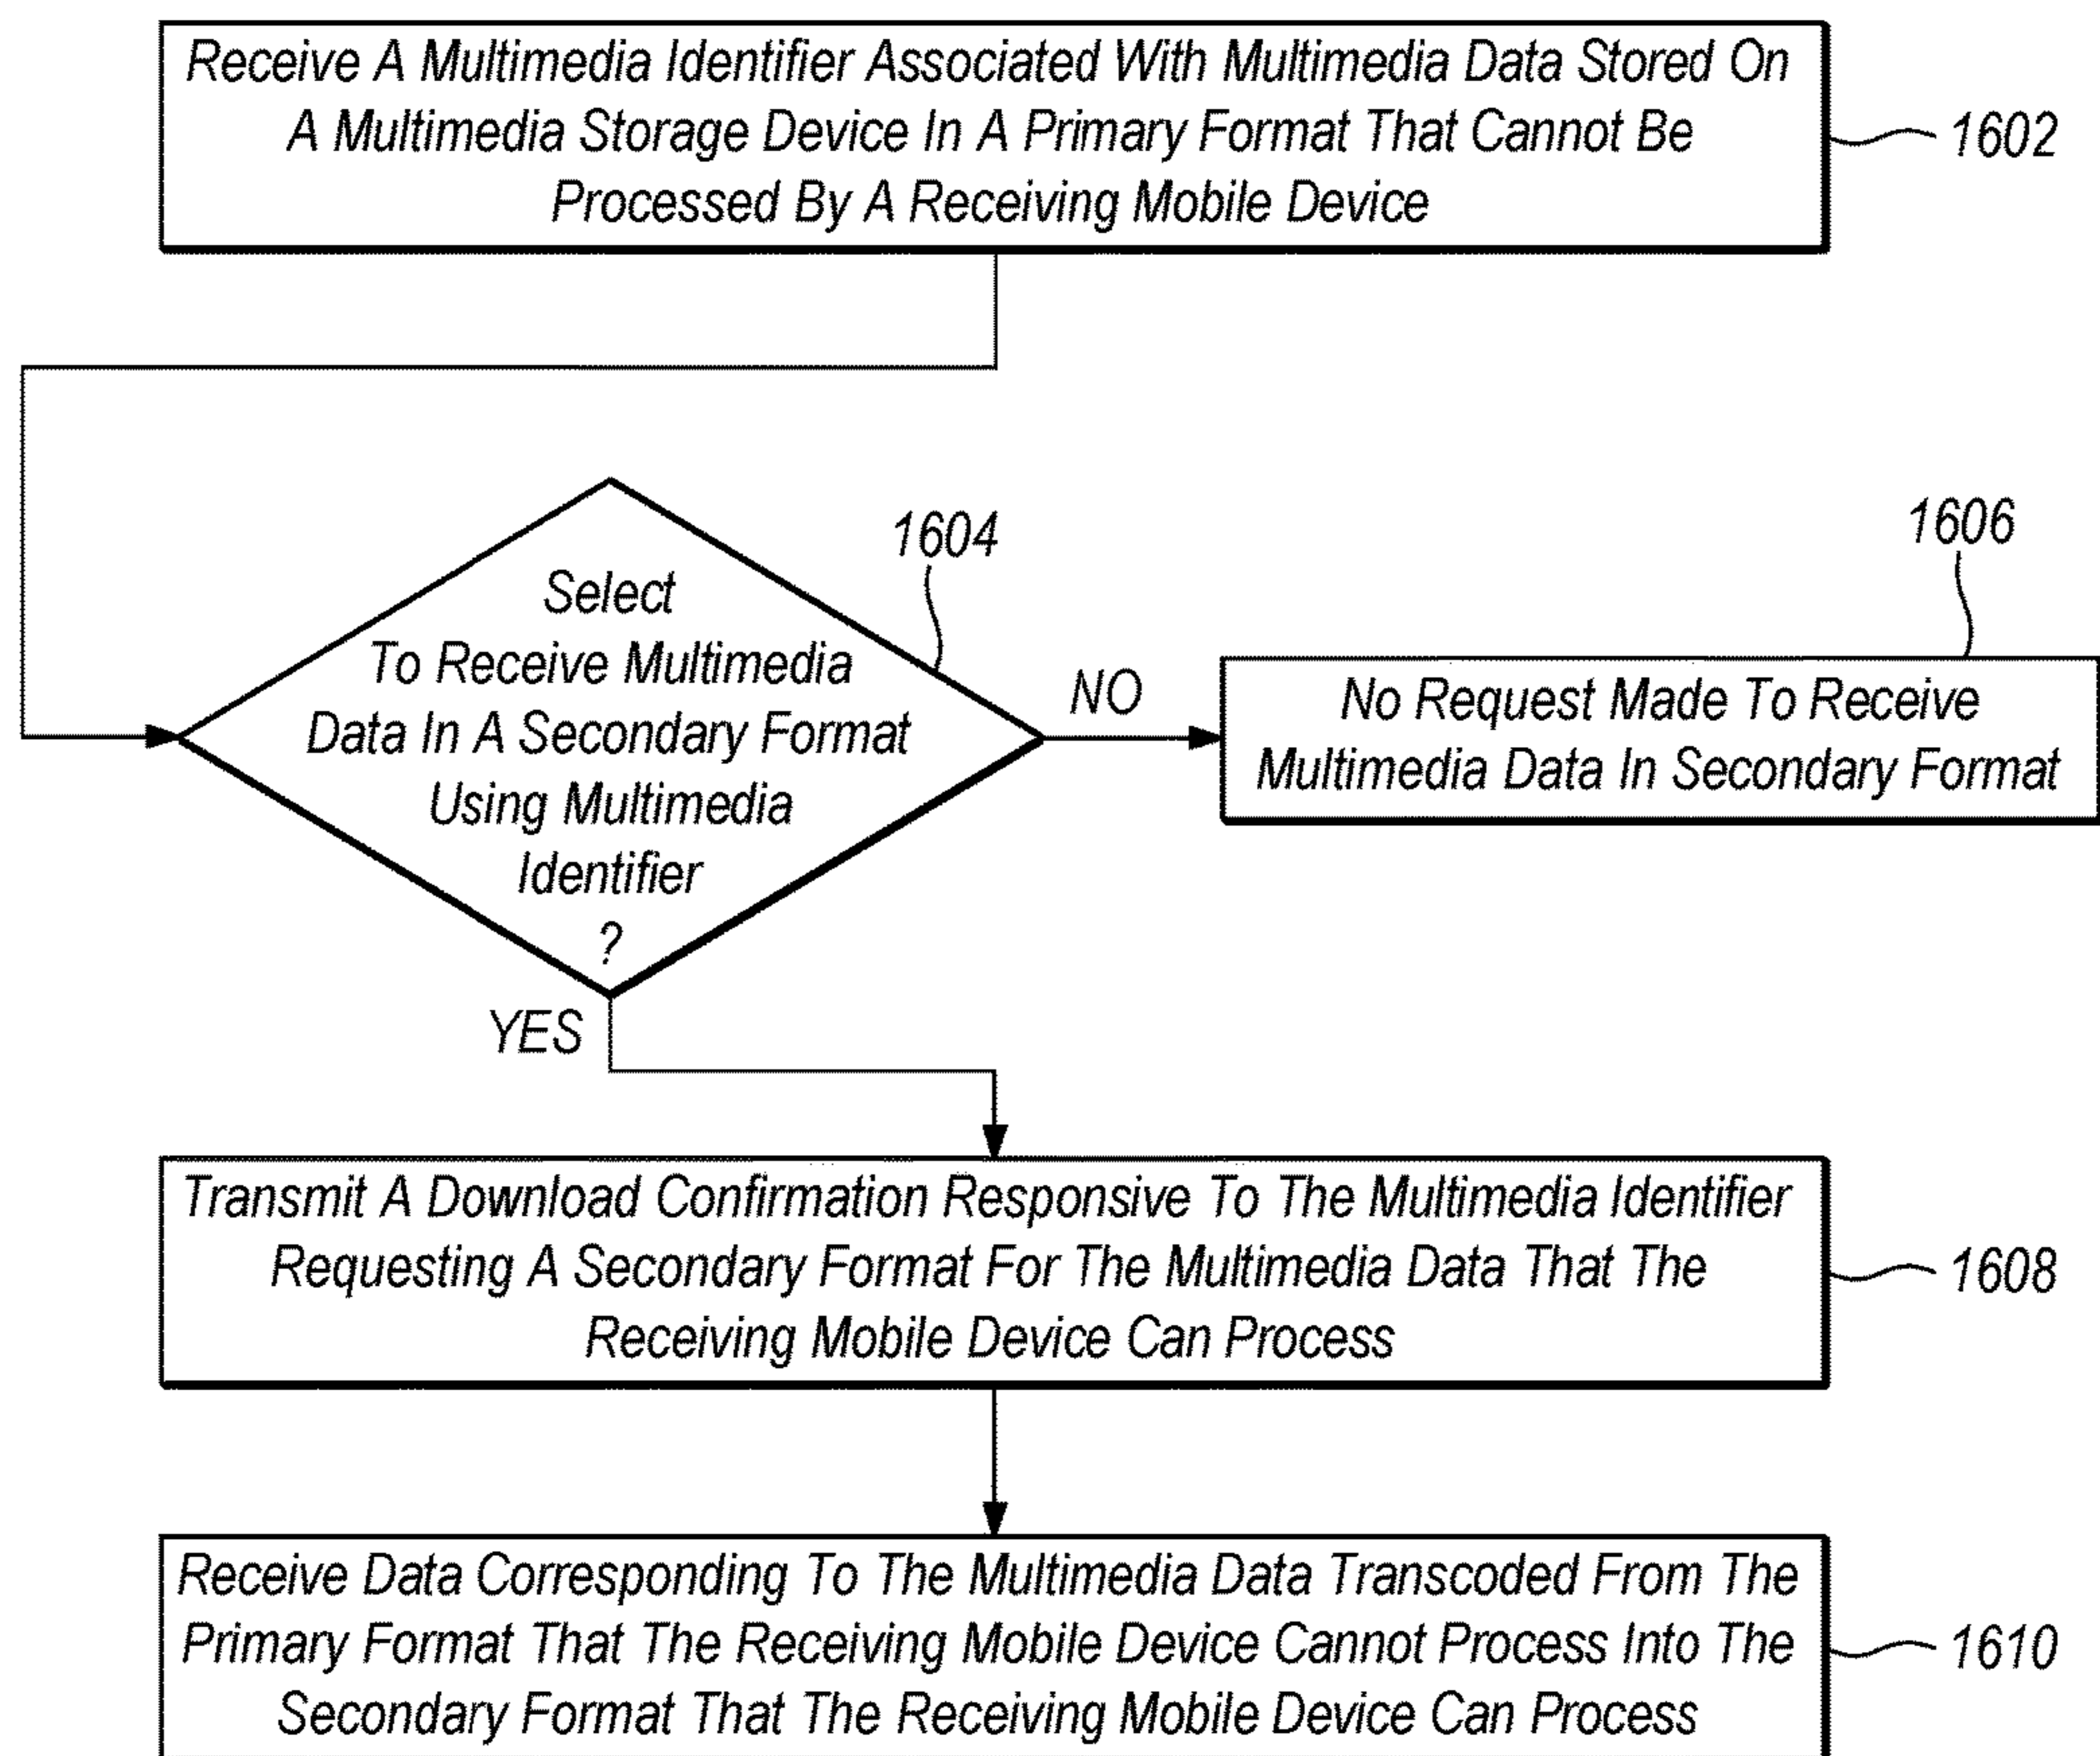 Receive A Multimedia Identifier Associated With Multimedia Data Stored On
A Multimedia Storage Device In A Primary Format That Cannot Be
Processed By A Receiving Mobile Device
1602
1604
Select
To Receive Multimedia
Data In A Secondary Format
Using Multimedia
Identifier
?
NO
1606
No Request Made To Receive
Multimedia Data In Secondary Format
YES
Transmit A Download Confirmation Responsive To The Multimedia Identifier
Requesting A Secondary Format For The Multimedia Data That The
Receiving Mobile Device Can Process
1608
Receive Data Corresponding To The Multimedia Data Transcoded From The
Primary Format That The Receiving Mobile Device Cannot Process Into The
Secondary Format That The Receiving Mobile Device Can Process
1610